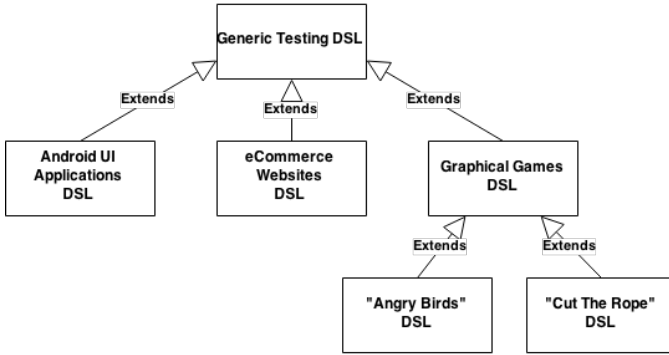 Generic Testing DSL
Extends
Extends
Extends
Android UI
Applications
DSL
eCommerce
Websites
DSL
Graphical Games
DSL
Extends
Extends
"Angry Birds"
DSL
"Cut The Rope"
DSL